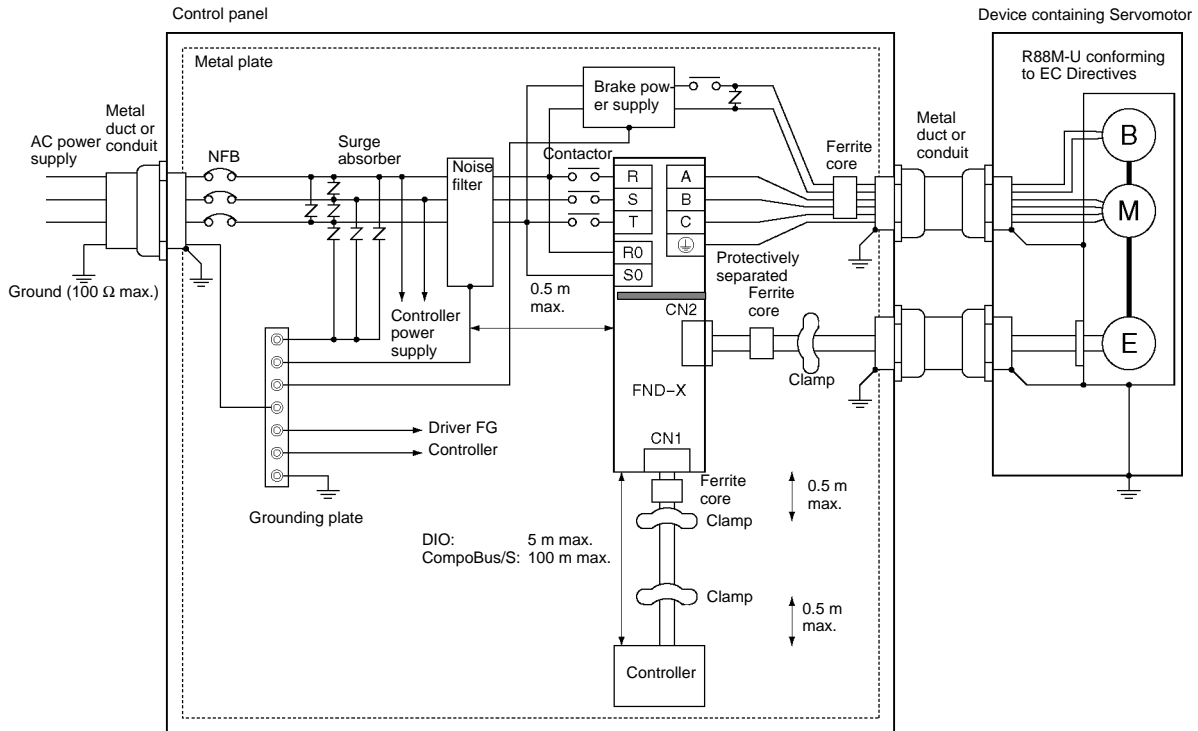 Control panel
Device containing Servomotor
Metal plate
R88M-U conforming
to EC Directives
Brake pow-
er supply
Metal
duct or
conduit
AC power
supply
NFB
Surge
absorber
Noise
filter
Contactor
Ferrite
core
Metal
duct or
conduit
B
M
E
R
S
T
R0
S0
A
B
C
Ground (100 Ω max.)
0.5 m
max.
Protectively
separated
Ferrite
core
Controller
power
supply
CN2
Clamp
FND-X
Driver FG
Controller
CN1
Grounding plate
Ferrite
core
0.5 m
max.
Clamp
DIO: 5 m max.
CompoBus/S: 100 m max.
Clamp
0.5 m
max.
Controller